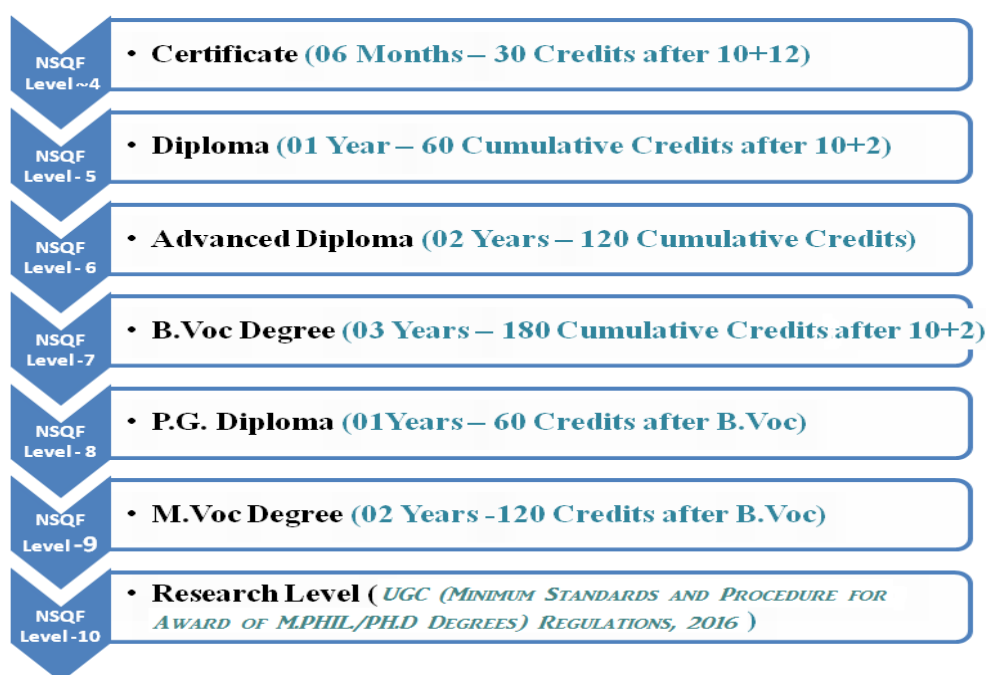 NSQF
Level~4
• Certificate (06 Months – 30 Credits after 10+12)
NSQF
Level- 5
• Diploma (01 Year – 60 Cumulative Credits after 10+2)
NSQF
Level- 6
• Advanced Diploma (02 Years – 120 Cumulative Credits)
NSQF
Level-7
• B.Voc Degree (03 Years – 180 Cumulative Credits after 10+2)
NSQF
Level- 8
• P.G. Diploma (01Years – 60 Credits after B.Voc)
NSQF
Level-9
• M.Voc Degree (02 Years -120 Credits after B.Voc)
NSQF
Level-10
• Research Level ( UGC (MINIMUM STANDARDS AND PROCEDURE FOR
AWARD OF M.PHIL./PH.D DEGREES) REGULATIONS, 2016 )